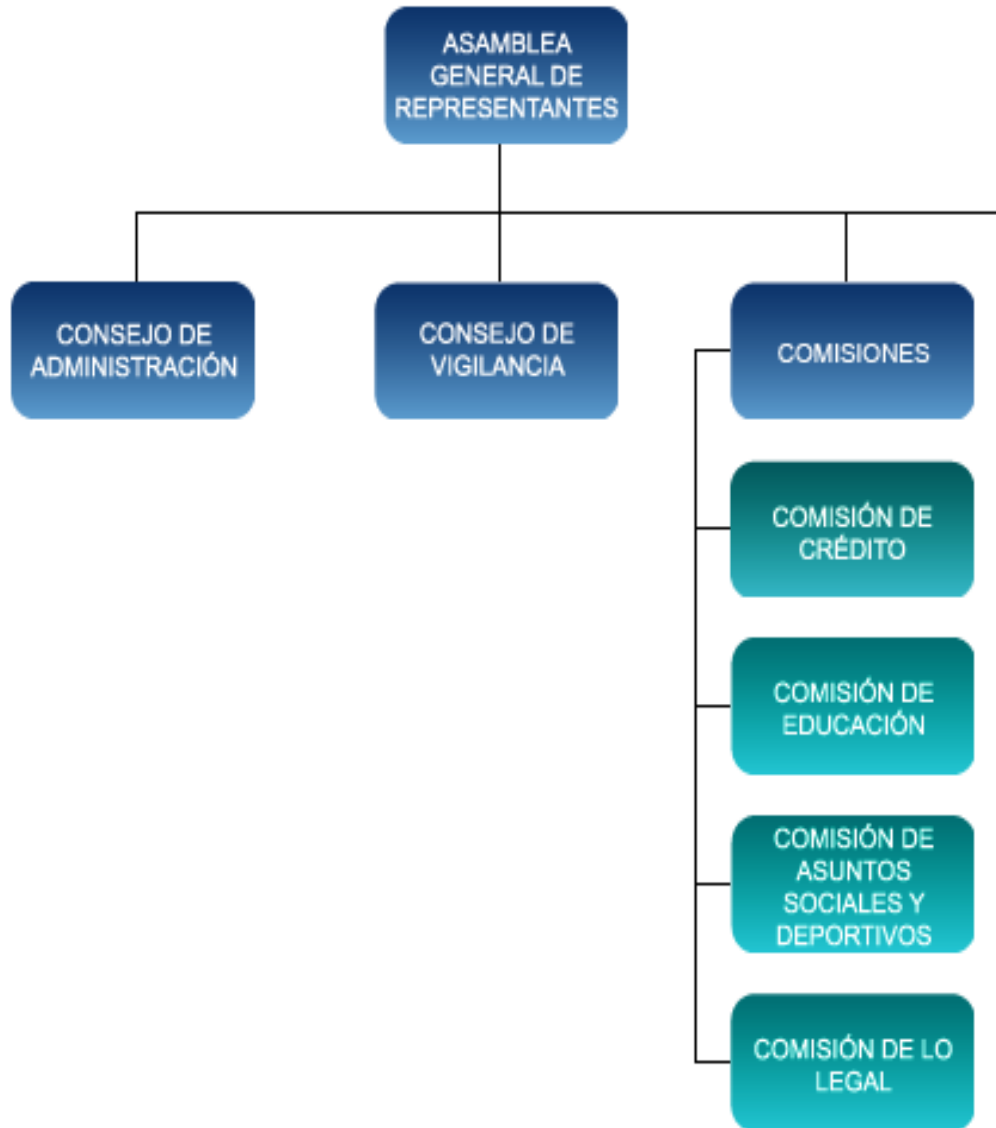 ASAMBLEA
GENERAL DE
REPRESENTANTES
CONSEJO DE
ADMINISTRACIÓN
CONSEJO DE
VIGILANCIA
COMISIONES
COMISIÓN DE
CRÉDITO
COMISIÓN DE
EDUCACIÓN
COMISIÓN DE
ASUNTOS
SOCIALES Y
DEPORTIVOS
COMISIÓN DE LO
LEGAL